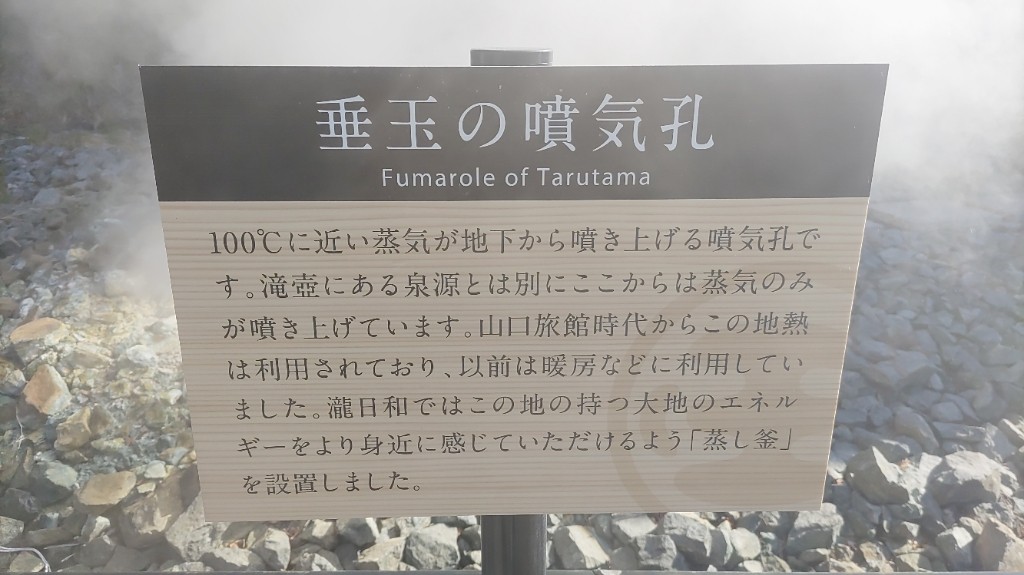 垂玉の噴気孔
Fumarole of Tarutama
100℃に近い蒸気が地下から噴き上げる噴気孔で
す。滝壺にある泉源とは別にここからは蒸気のみ
が噴き上げています。山口旅館時代からこの地熱
は利用されており、以前は暖房などに利用してい
ました。瀧日和ではこの地の持つ大地のエネル
ギーをより身近に感じていただけるよう「蒸し釜」
を設置しました。